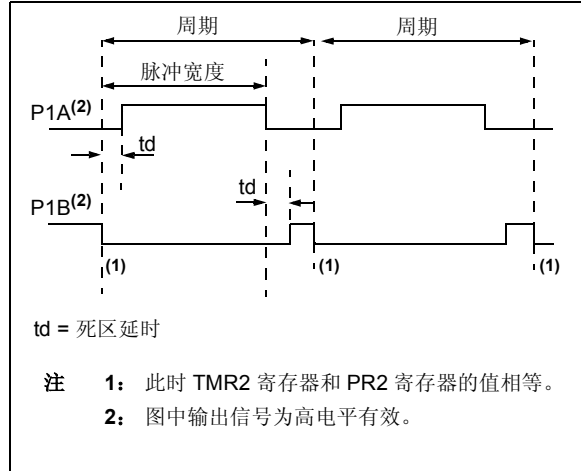 周期 周期
脉冲宽度
P1A(2)
td
td
P1B(2)
(1) (1) (1)
td = 死区延时
注 1： 此时 TMR2 寄存器和 PR2 寄存器的值相等。
2： 图中输出信号为高电平有效。